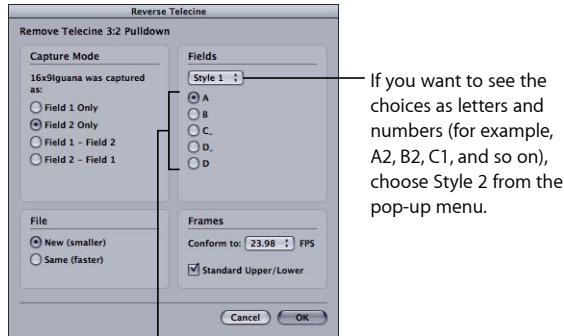 Reverse Telecine
Remove Telecine 3:2 Pulldown
Capture Mode
16x9Iguana was captured
as:
Field 1 Only
Field 2 Only
Field 1 - Field 2
Field 2 - Field 1
Fields
Style 1
A
B
C_
D_
D
File
New (smaller)
Same (faster)
Frames
Conform to: 23.98 FPS
Standard Upper/Lower
Cancel OK
If you want to see the
choices as letters and
numbers (for example,
A2, B2, C1, and so on),
choose Style 2 from the
pop-up menu.